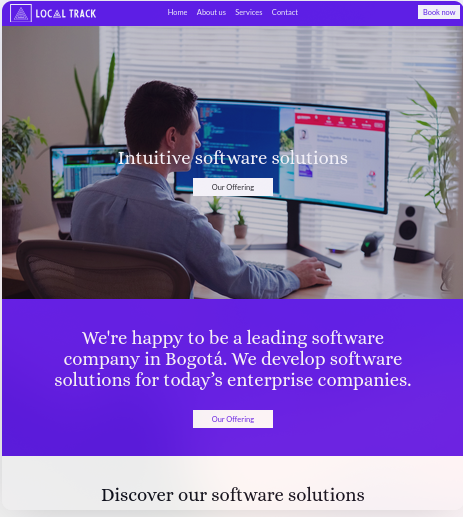 LOCAL TRACK
Home About us Services Contact
Book now
Intuitive software solutions
Our Offering
We're happy to be a leading software
company in Bogotá. We develop software
solutions for today’s enterprise companies.
Our Offering
Discover our software solutions